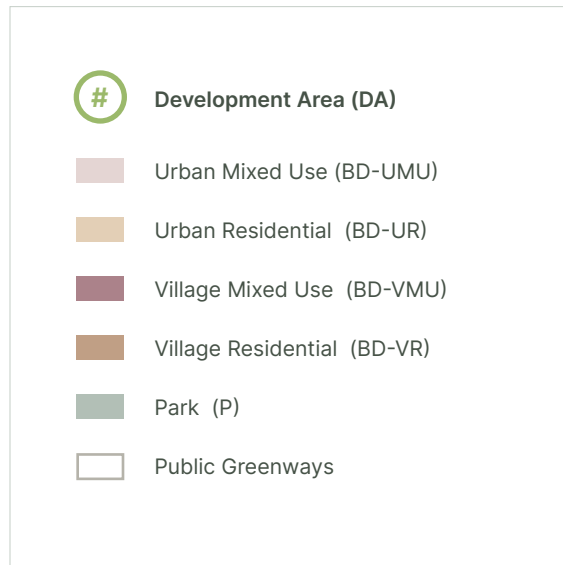 #
Development Area (DA)
Urban Mixed Use (BD-UMU)
Urban Residential (BD-UR)
Village Mixed Use (BD-VMU)
Village Residential (BD-VR)
Park (P)
Public Greenways